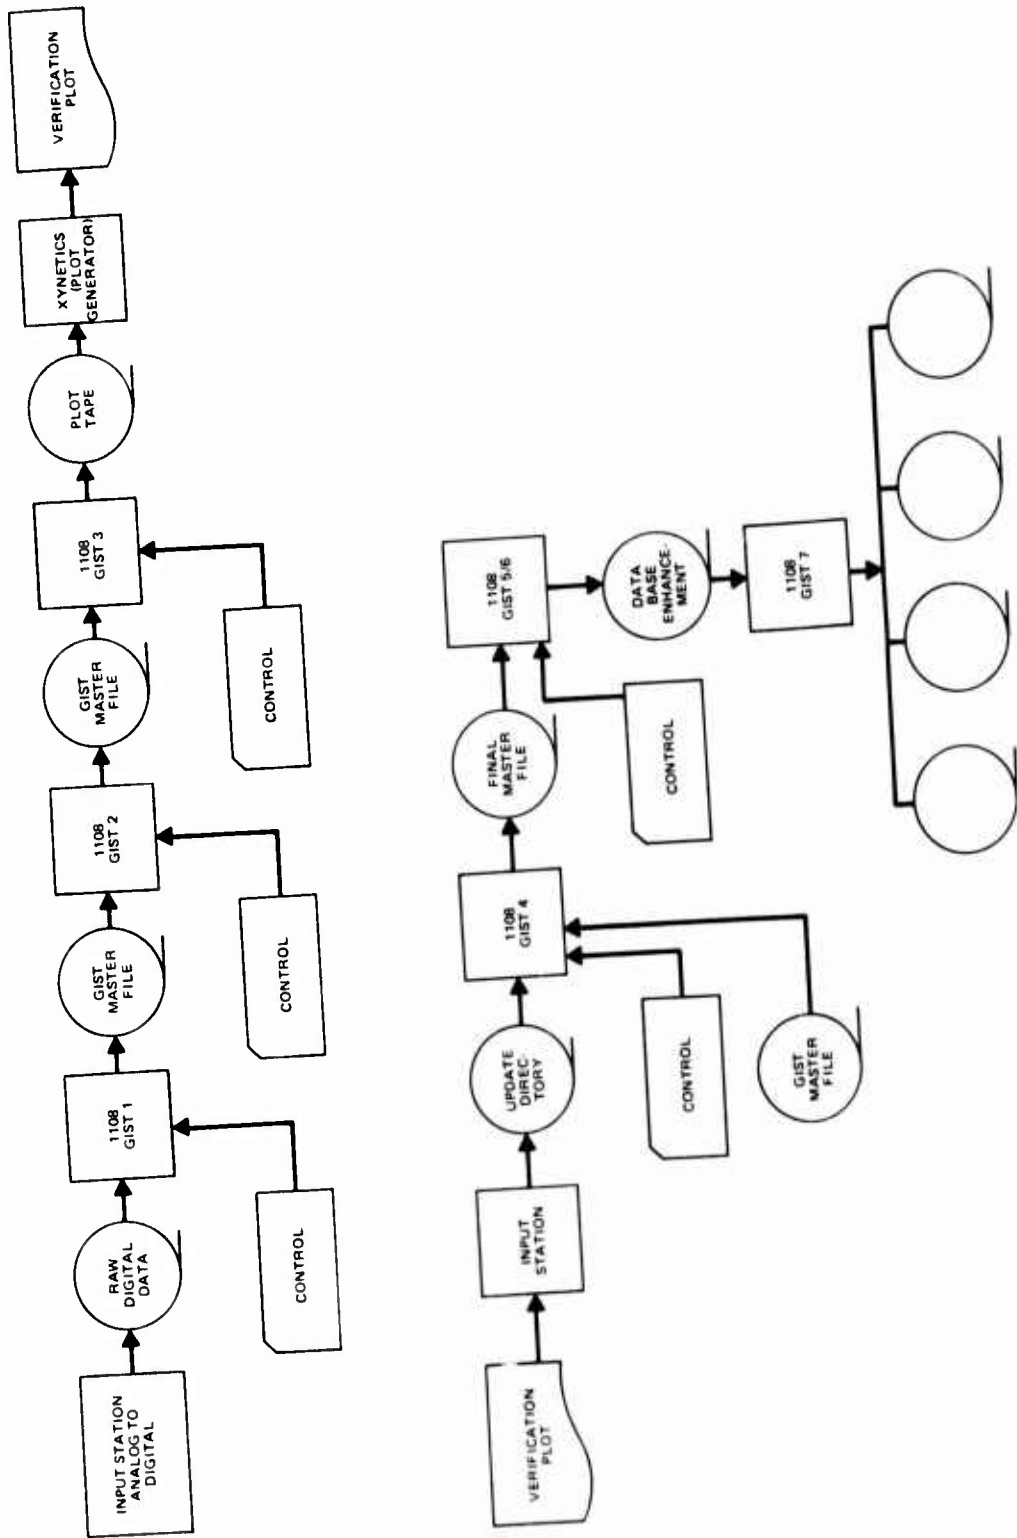 INPUT STATION
ANALOG TO
DIGITAL
RAW
DIGITAL
DATA
1108
GIST 1
CONTROL
GIST
MASTER
FILE
1108
GIST 2
CONTROL
GIST
MASTER
FILE
1108
GIST 3
CONTROL
PLOT
TAPE
XYNETICS
(PLOT
GENERATOR)
VERIFICATION
PLOT
VERIFICATION
PLOT
INPUT
STATION
UPDATE
DIREC-
TORY
1108
GIST 4
CONTROL
GIST
MASTER
FILE
FINAL
MASTER
FILE
1108
GIST 5/6
CONTROL
DATA
BASE
ENHANCE-
MENT
1108
GIST 7